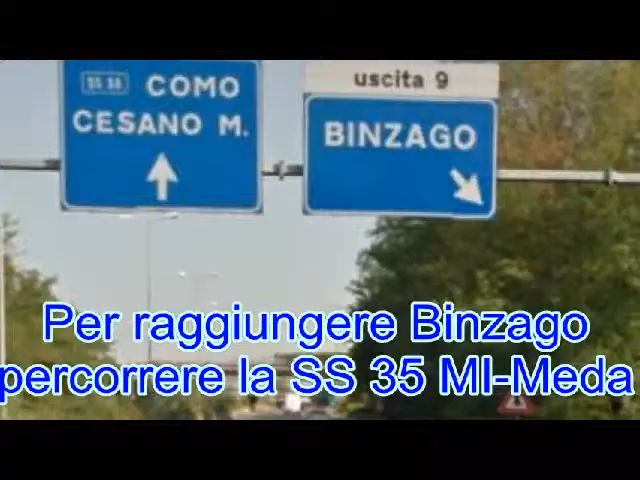 SS 35 COMO
CESANO M.
uscita 9
BINZAGO
Per raggiungere Binzago
percorrere la SS 35 MI-Meda